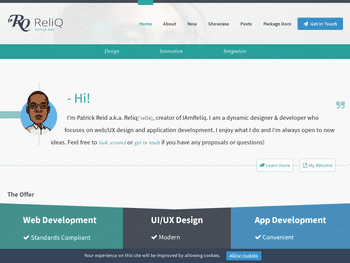 RQ ReliQ
Home About Now Showcase Posts Package Docs Get in Touch
Design Innovation Integration
- Hi!
I'm Patrick Reid a.k.a. Reliq(/ˈrelik/), creator of IAmReliq. I am a dynamic designer & developer who
focuses on web/UX design and application development. I enjoy what I do and I'm always open to new
ideas. Feel free to look around or get in touch if you have any proposals or questions!
Learn more My Résumé
The Offer
Web Development UI/UX Design App Development
Standards Compliant Modern Convenient
Your experience on this site will be improved by allowing cookies. Allow cookies